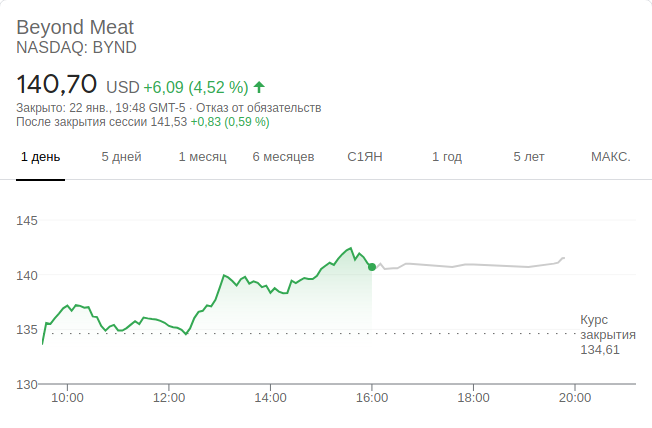 Beyond Meat
NASDAQ: BYND
140,70 USD +6,09 (4,52 %) ↑
Закрыто: 22 янв., 19:48 GMT-5 · Отказ от обязательств
После закрытия сессии 141,53 +0,83 (0,59 %)
1 день 5 дней 1 месяц 6 месяцев С1ЯН 1 год 5 лет МАКС.
145
140
135
Курс
закрытия
134,61
130
10:00 12:00 14:00 16:00 18:00 20:00